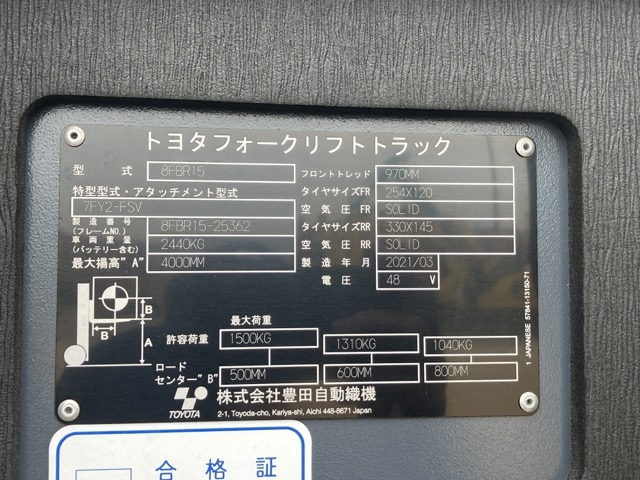 トヨタフォークリフトトラック
型式 8FBR15
フロントトレッド 970MM
特型型式・アタッチメント型式
7FY2-FSV
タイヤサイズFR 254X120
空気圧FR SOLID
製造番号(フレームNO.) 8FBR15-25362
タイヤサイズRR 330X145
車両重量(バッテリー含む) 2440KG
空気圧RR SOLID
最大揚高"A" 4000MM
製造年月 2021/03
電圧 48 V
B
B
A
最大荷重
許容荷重 1500KG 1310KG 1040KG
ロードセンター"B" 500MM 600MM 800MM
TOYOTA
株式会社豊田自動織機
2-1, Toyoda-cho, Kariya-shi, Aichi 448-8671 Japan
1 JAPANESE 57841-13150-71
合格証